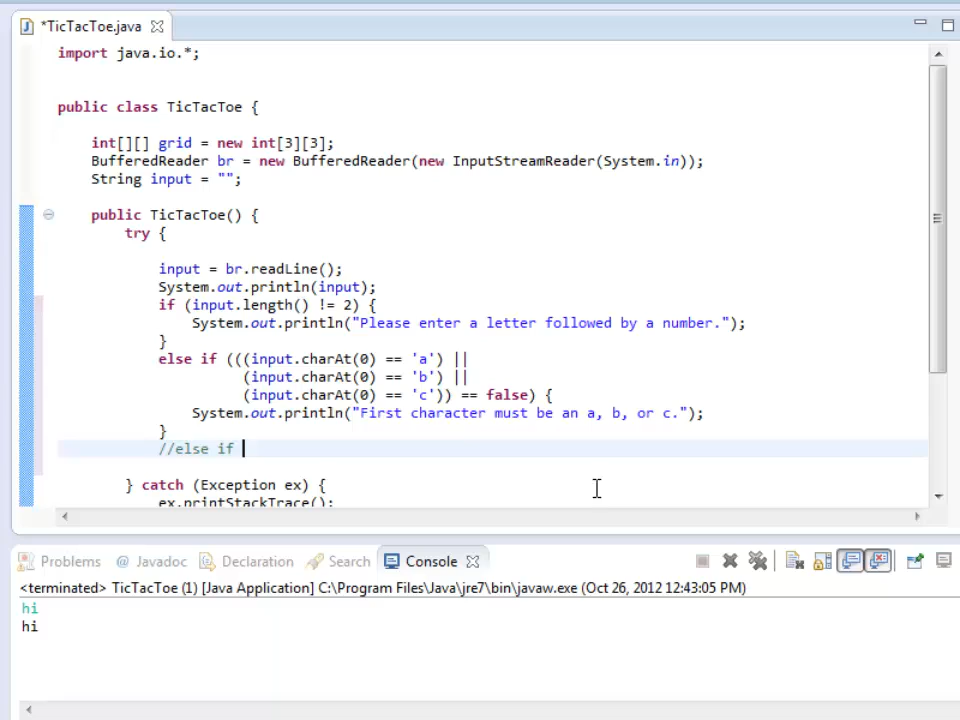 *TicTacToe.java
import java.io.*;
public class TicTacToe {
int[][] grid = new int[3][3];
BufferedReader br = new BufferedReader(new InputStreamReader(System.in));
String input = "";
public TicTacToe() {
try {
input = br.readLine();
System.out.println(input);
if (input.length() != 2) {
System.out.println("Please enter a letter followed by a number.");
}
else if (((input.charAt(0) == 'a') ||
(input.charAt(0) == 'b') ||
(input.charAt(0) == 'c')) == false) {
System.out.println("First character must be an a, b, or c.");
}
//else if
} catch (Exception ex) {
ex.printStackTrace();
Problems @ Javadoc Declaration Search Console
<terminated> TicTacToe (1) [Java Application] C:\Program Files\Java\jre7\bin\javaw.exe (Oct 26, 2012 12:43:05 PM)
hi
hi